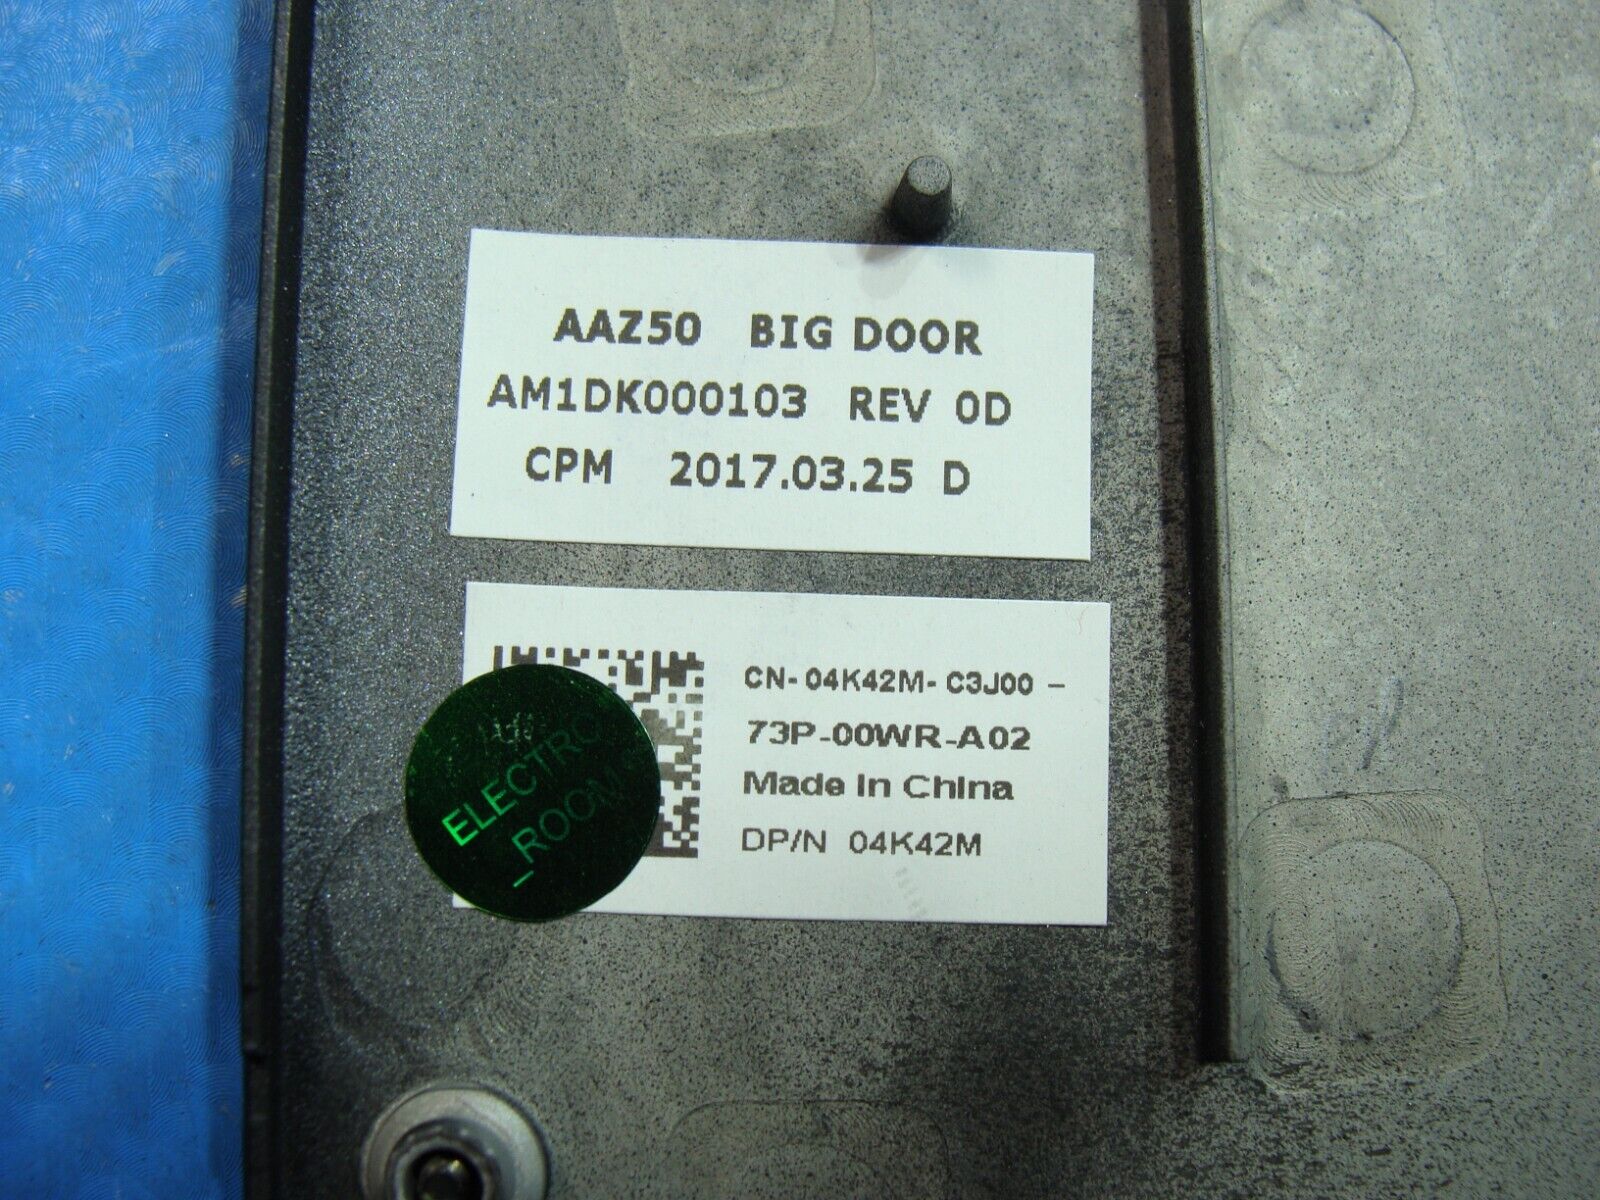 AAZ50 BIG DOOR
AM1DK000103 REV 0D
CPM 2017.03.25 D
CN- 04K42M- C3J00 –
73P-00WR-A02
Made In China
DP/N 04K42M
ELECTRO
_ROOM